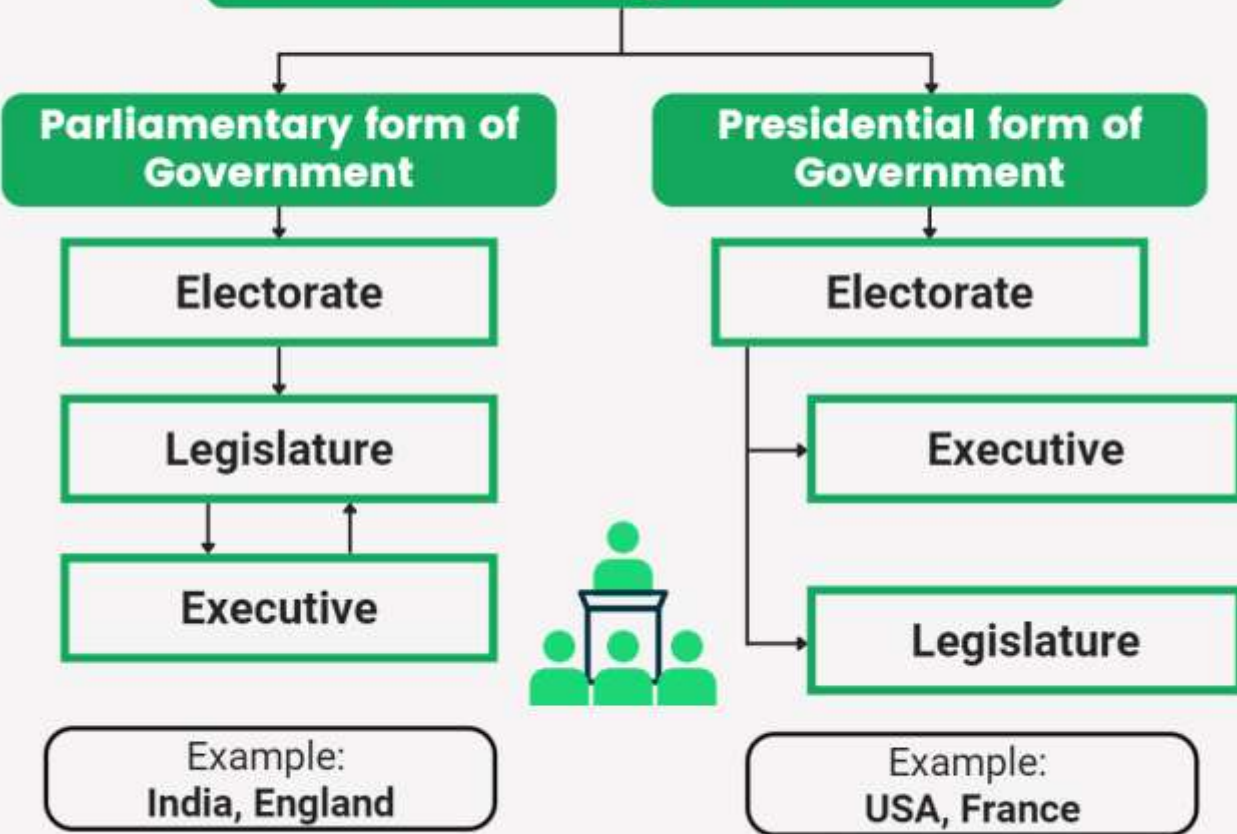 Parliamentary form of
Government
Electorate
Legislature
Executive
Example:
India, England
Presidential form of
Government
Electorate
Executive
Legislature
Example:
USA, France